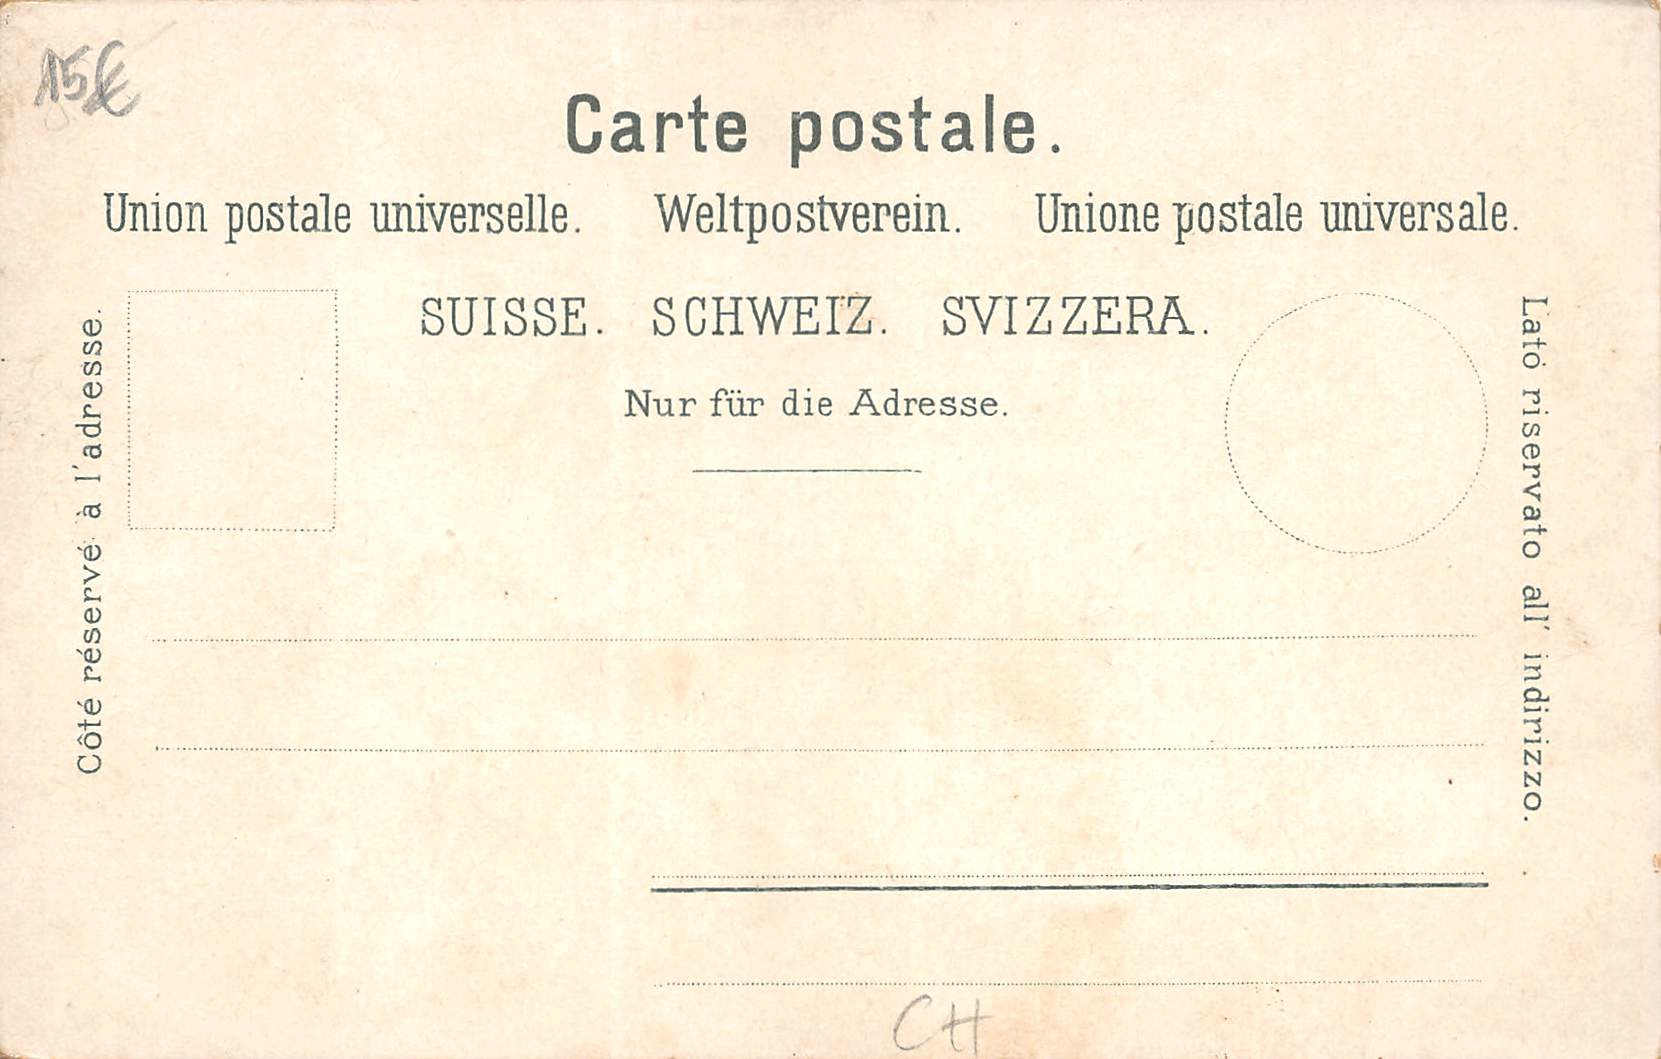 15€
Carte postale.
Union postale universelle. Weltpostverein. Unione postale universale.
SUISSE. SCHWEIZ. SVIZZERA.
Nur für die Adresse.
Côté réservé à l'adresse.
Lato riservato all' indirizzo.
CH